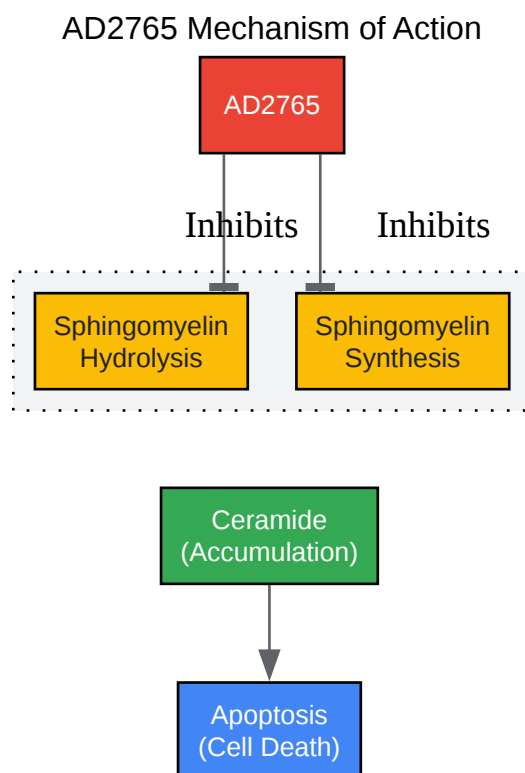 AD2765 Mechanism of Action
AD2765
Inhibits
Inhibits
Sphingomyelin
Hydrolysis
Sphingomyelin
Synthesis
Ceramide
(Accumulation)
Apoptosis
(Cell Death)